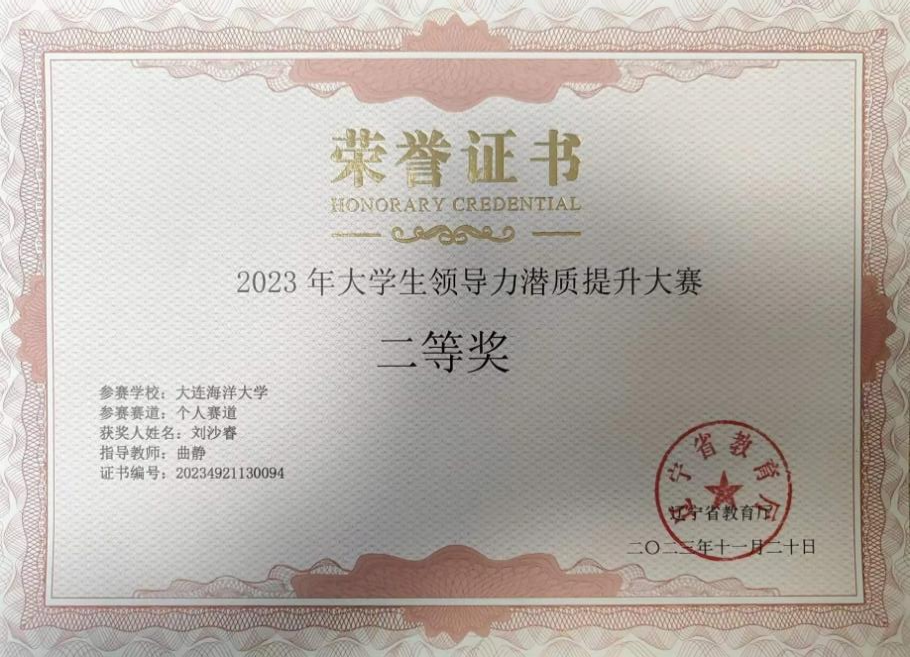 荣誉证书
HONORARY CREDENTIAL
2023 年大学生领导力潜质提升大赛
二等奖
参赛学校：大连海洋大学
参赛赛道：个人赛道
获奖人姓名：刘沙睿
指导教师：曲静
证书编号：20234921130094
辽宁省教育厅
辽宁省教育厅
二〇二三年十一月二十日